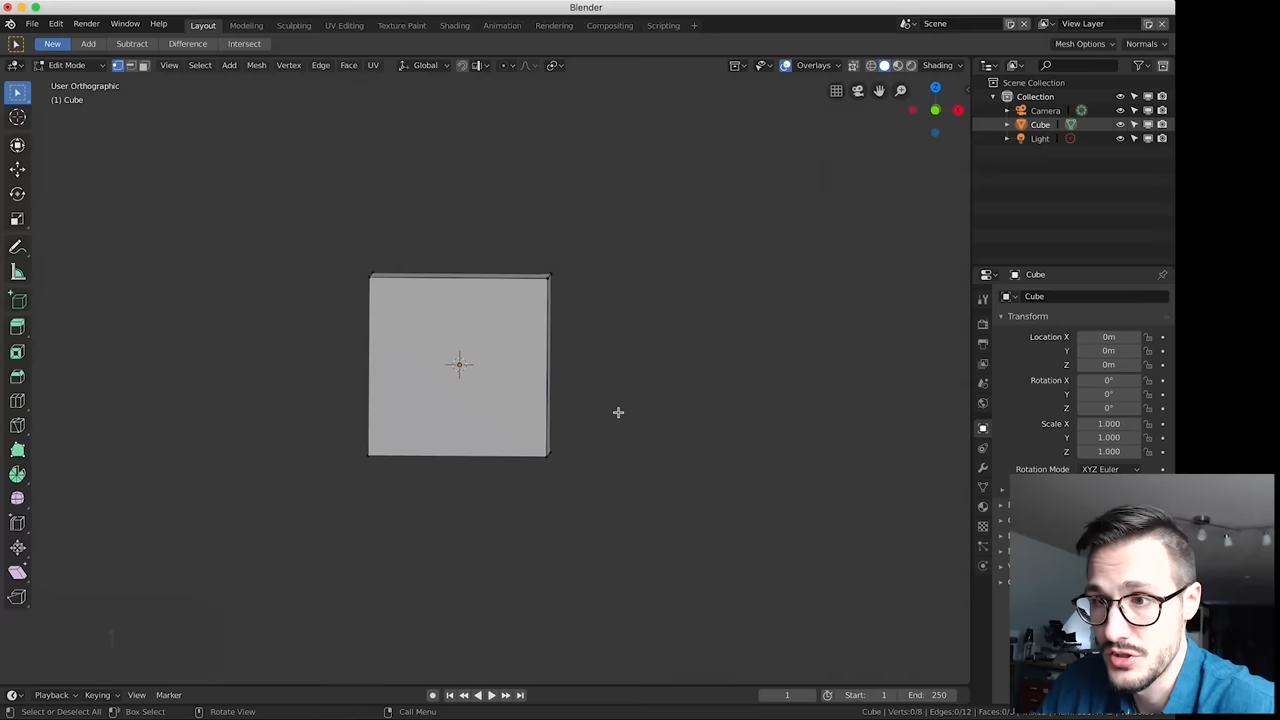 Blender
File Edit Render Window Help Layout Modeling Sculpting UV Editing Texture Paint Shading Animation Rendering Compositing Scripting + Scene View Layer
New Add Subtract Difference Intersect Mesh Options Normals
Edit Mode View Select Add Mesh Vertex Edge Face UV Global Overlays Shading
User Orthographic
(1) Cube
Z
X
Scene Collection
Collection
Camera
Cube
Light
Cube
Cube
Transform
Location X 0m
Y 0m
Z 0m
Rotation X 0°
Y 0°
Z 0°
Scale X 1.000
Y 1.000
Z 1.000
Rotation Mode XYZ Euler
Playback Keying View Marker 1 Start: 1 End: 250
Select or Deselect All Box Select Rotate View Call Menu Cube | Verts:0/8 | Edges:0/12 |